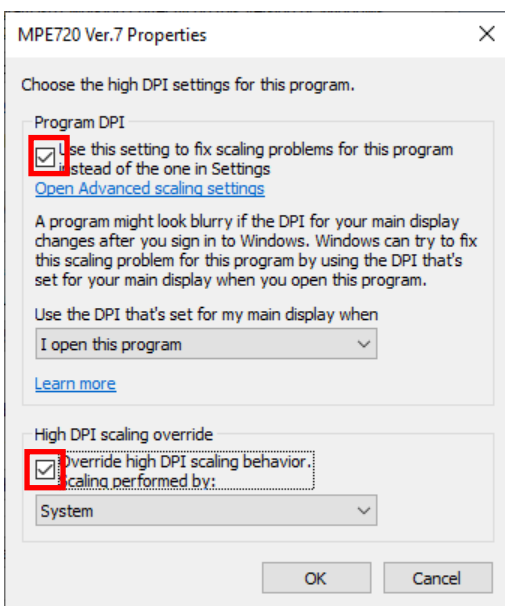 MPE720 Ver.7 Properties
Choose the high DPI settings for this program.
Program DPI
Use this setting to fix scaling problems for this program
instead of the one in Settings
Open Advanced scaling settings
A program might look blurry if the DPI for your main display
changes after you sign in to Windows. Windows can try to fix
this scaling problem for this program by using the DPI that's
set for your main display when you open this program.
Use the DPI that's set for my main display when
I open this program
Learn more
High DPI scaling override
Override high DPI scaling behavior.
Scaling performed by:
System
OK
Cancel